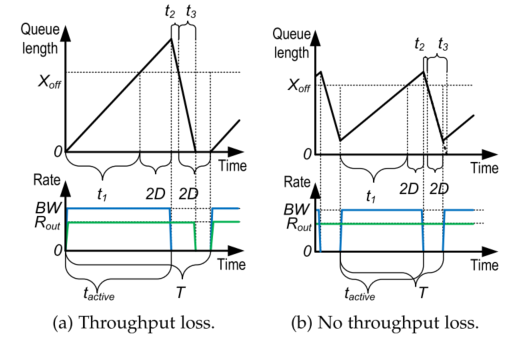 t2 t3
Queue length
Xoff
0
Time
t1 2D 2D
Rate
BW
Rout
0
Time
tactive T
(a) Throughput loss.
t2 t3
Queue length
Xoff
0
Time
t1 2D 2D
Rate
BW
Rout
0
Time
tactive T
(b) No throughput loss.